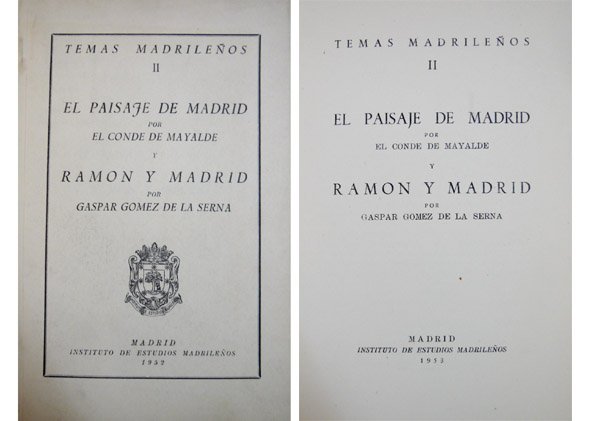 TEMAS MADRILEÑOS
II
EL PAISAJE DE MADRID
POR
EL CONDE DE MAYALDE
Y
RAMON Y MADRID
POR
GASPAR GOMEZ DE LA SERNA
MADRID
INSTITUTO DE ESTUDIOS MADRILEÑOS
1952
TEMAS MADRILEÑOS
II
EL PAISAJE DE MADRID
POR
EL CONDE DE MAYALDE
Y
RAMON Y MADRID
POR
GASPAR GOMEZ DE LA SERNA
MADRID
INSTITUTO DE ESTUDIOS MADRILEÑOS
1953